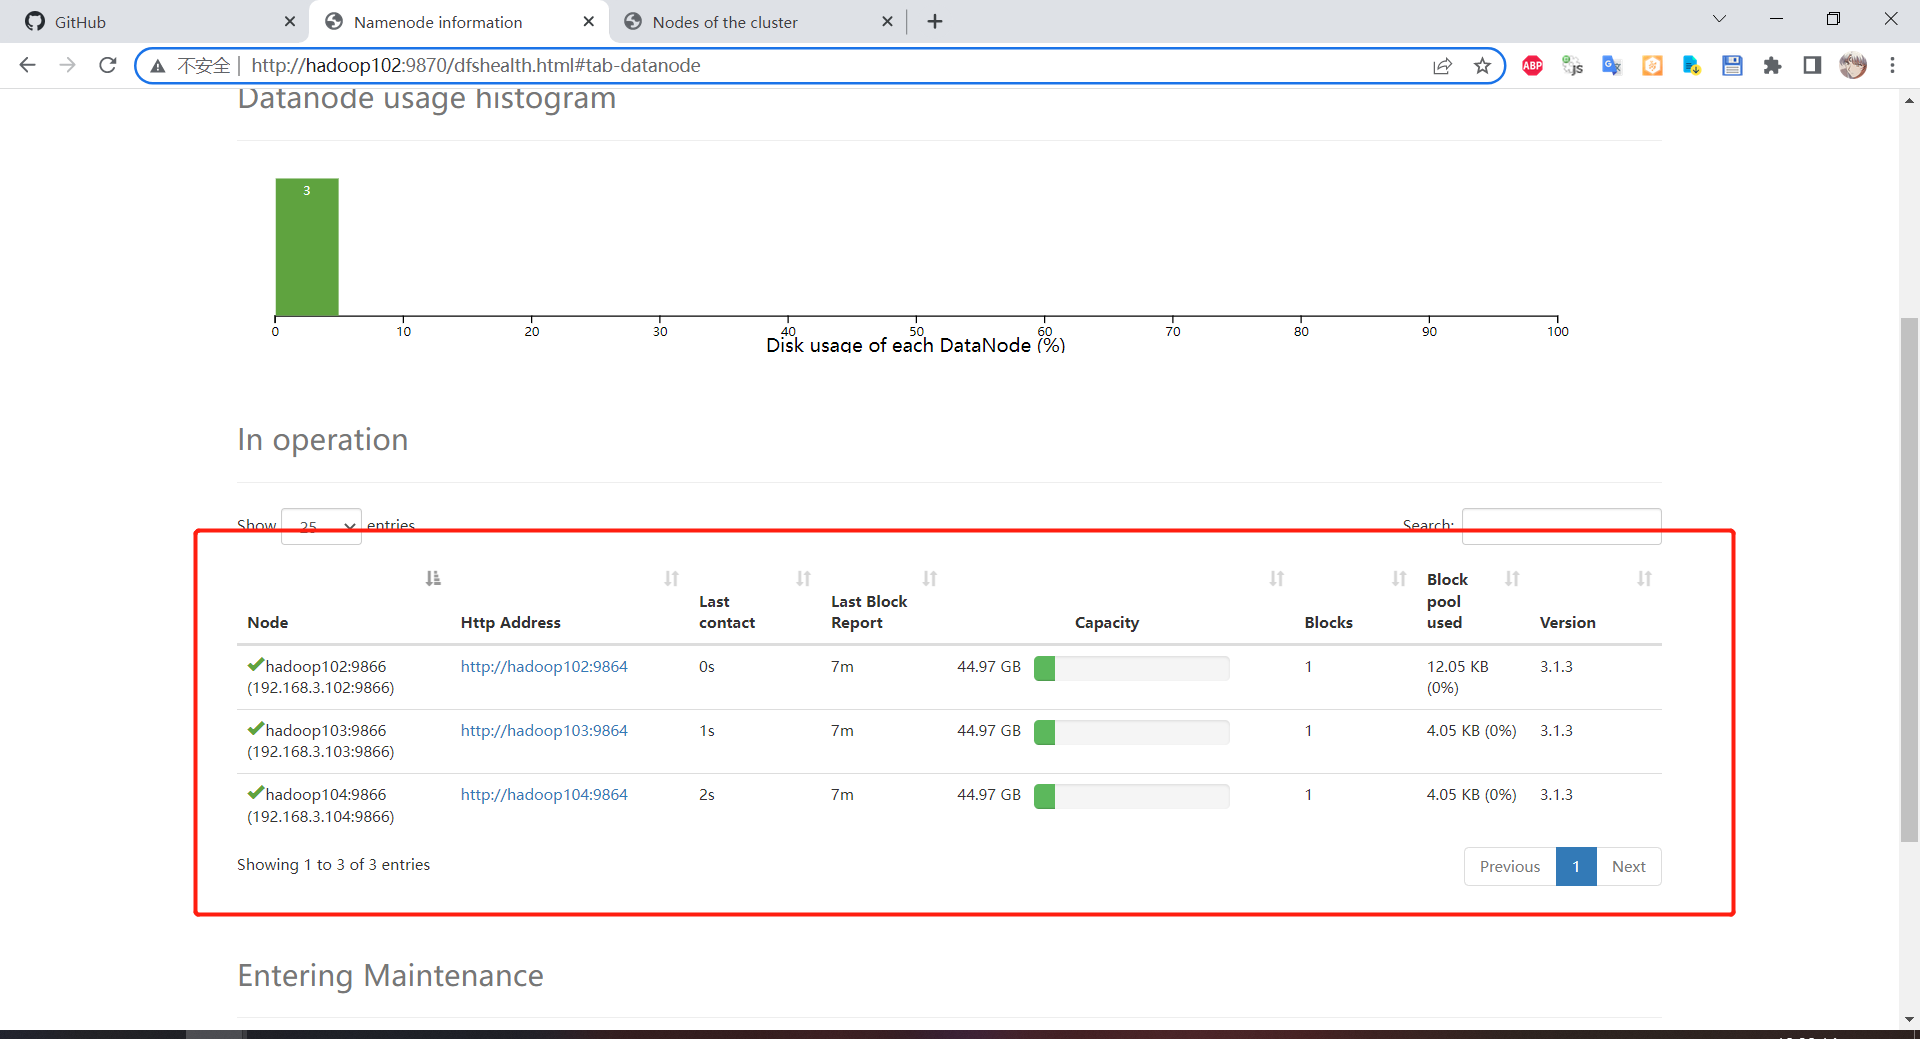 GitHub
Namenode information
Nodes of the cluster
不安全 http://hadoop102:9870/dfshealth.html#tab-datanode
ABP
js
Datanode usage histogram
3
0 10 20 30 40 50 60 70 80 90 100
Disk usage of each DataNode (%)
In operation
Show 25 entries Search:
Node Http Address Last contact Last Block Report Capacity Blocks Block pool used Version
hadoop102:9866 http://hadoop102:9864 0s 7m 44.97 GB 1 12.05 KB 3.1.3
(192.168.3.102:9866) (0%)
hadoop103:9866 http://hadoop103:9864 1s 7m 44.97 GB 1 4.05 KB (0%) 3.1.3
(192.168.3.103:9866)
hadoop104:9866 http://hadoop104:9864 2s 7m 44.97 GB 1 4.05 KB (0%) 3.1.3
(192.168.3.104:9866)
Showing 1 to 3 of 3 entries Previous 1 Next
Entering Maintenance